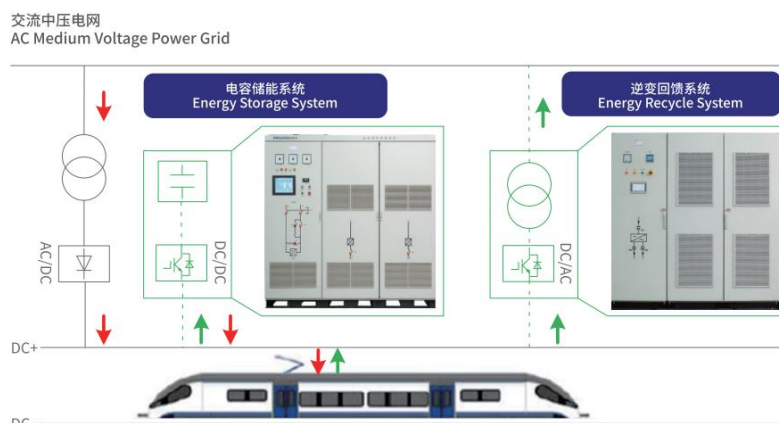 交流中压电网
AC Medium Voltage Power Grid
电容储能系统
Energy Storage System
逆变回馈系统
Energy Recycle System
AC/DC
DC/DC
DC/AC
DC+
DC-